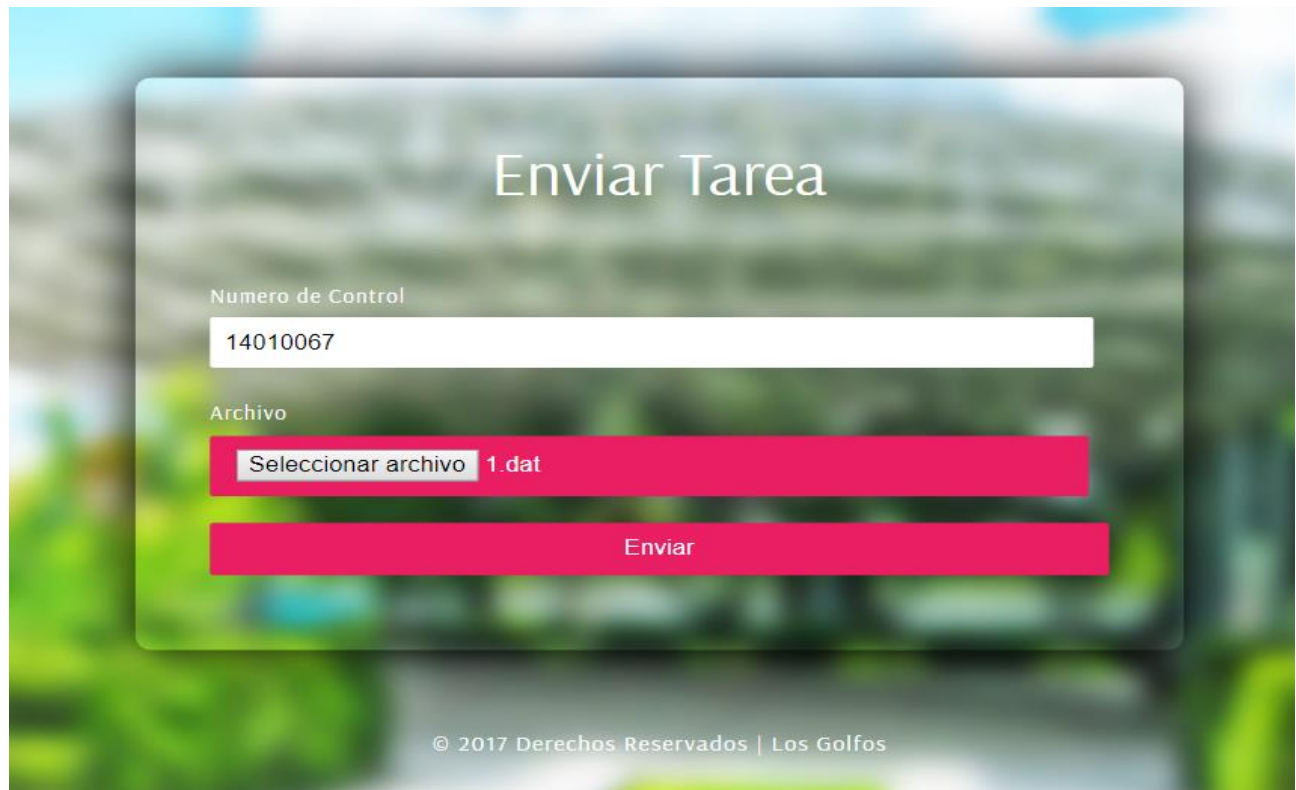 Enviar Tarea
Numero de Control
14010067
Archivo
Seleccionar archivo 1.dat
Enviar
© 2017 Derechos Reservados | Los Golfos